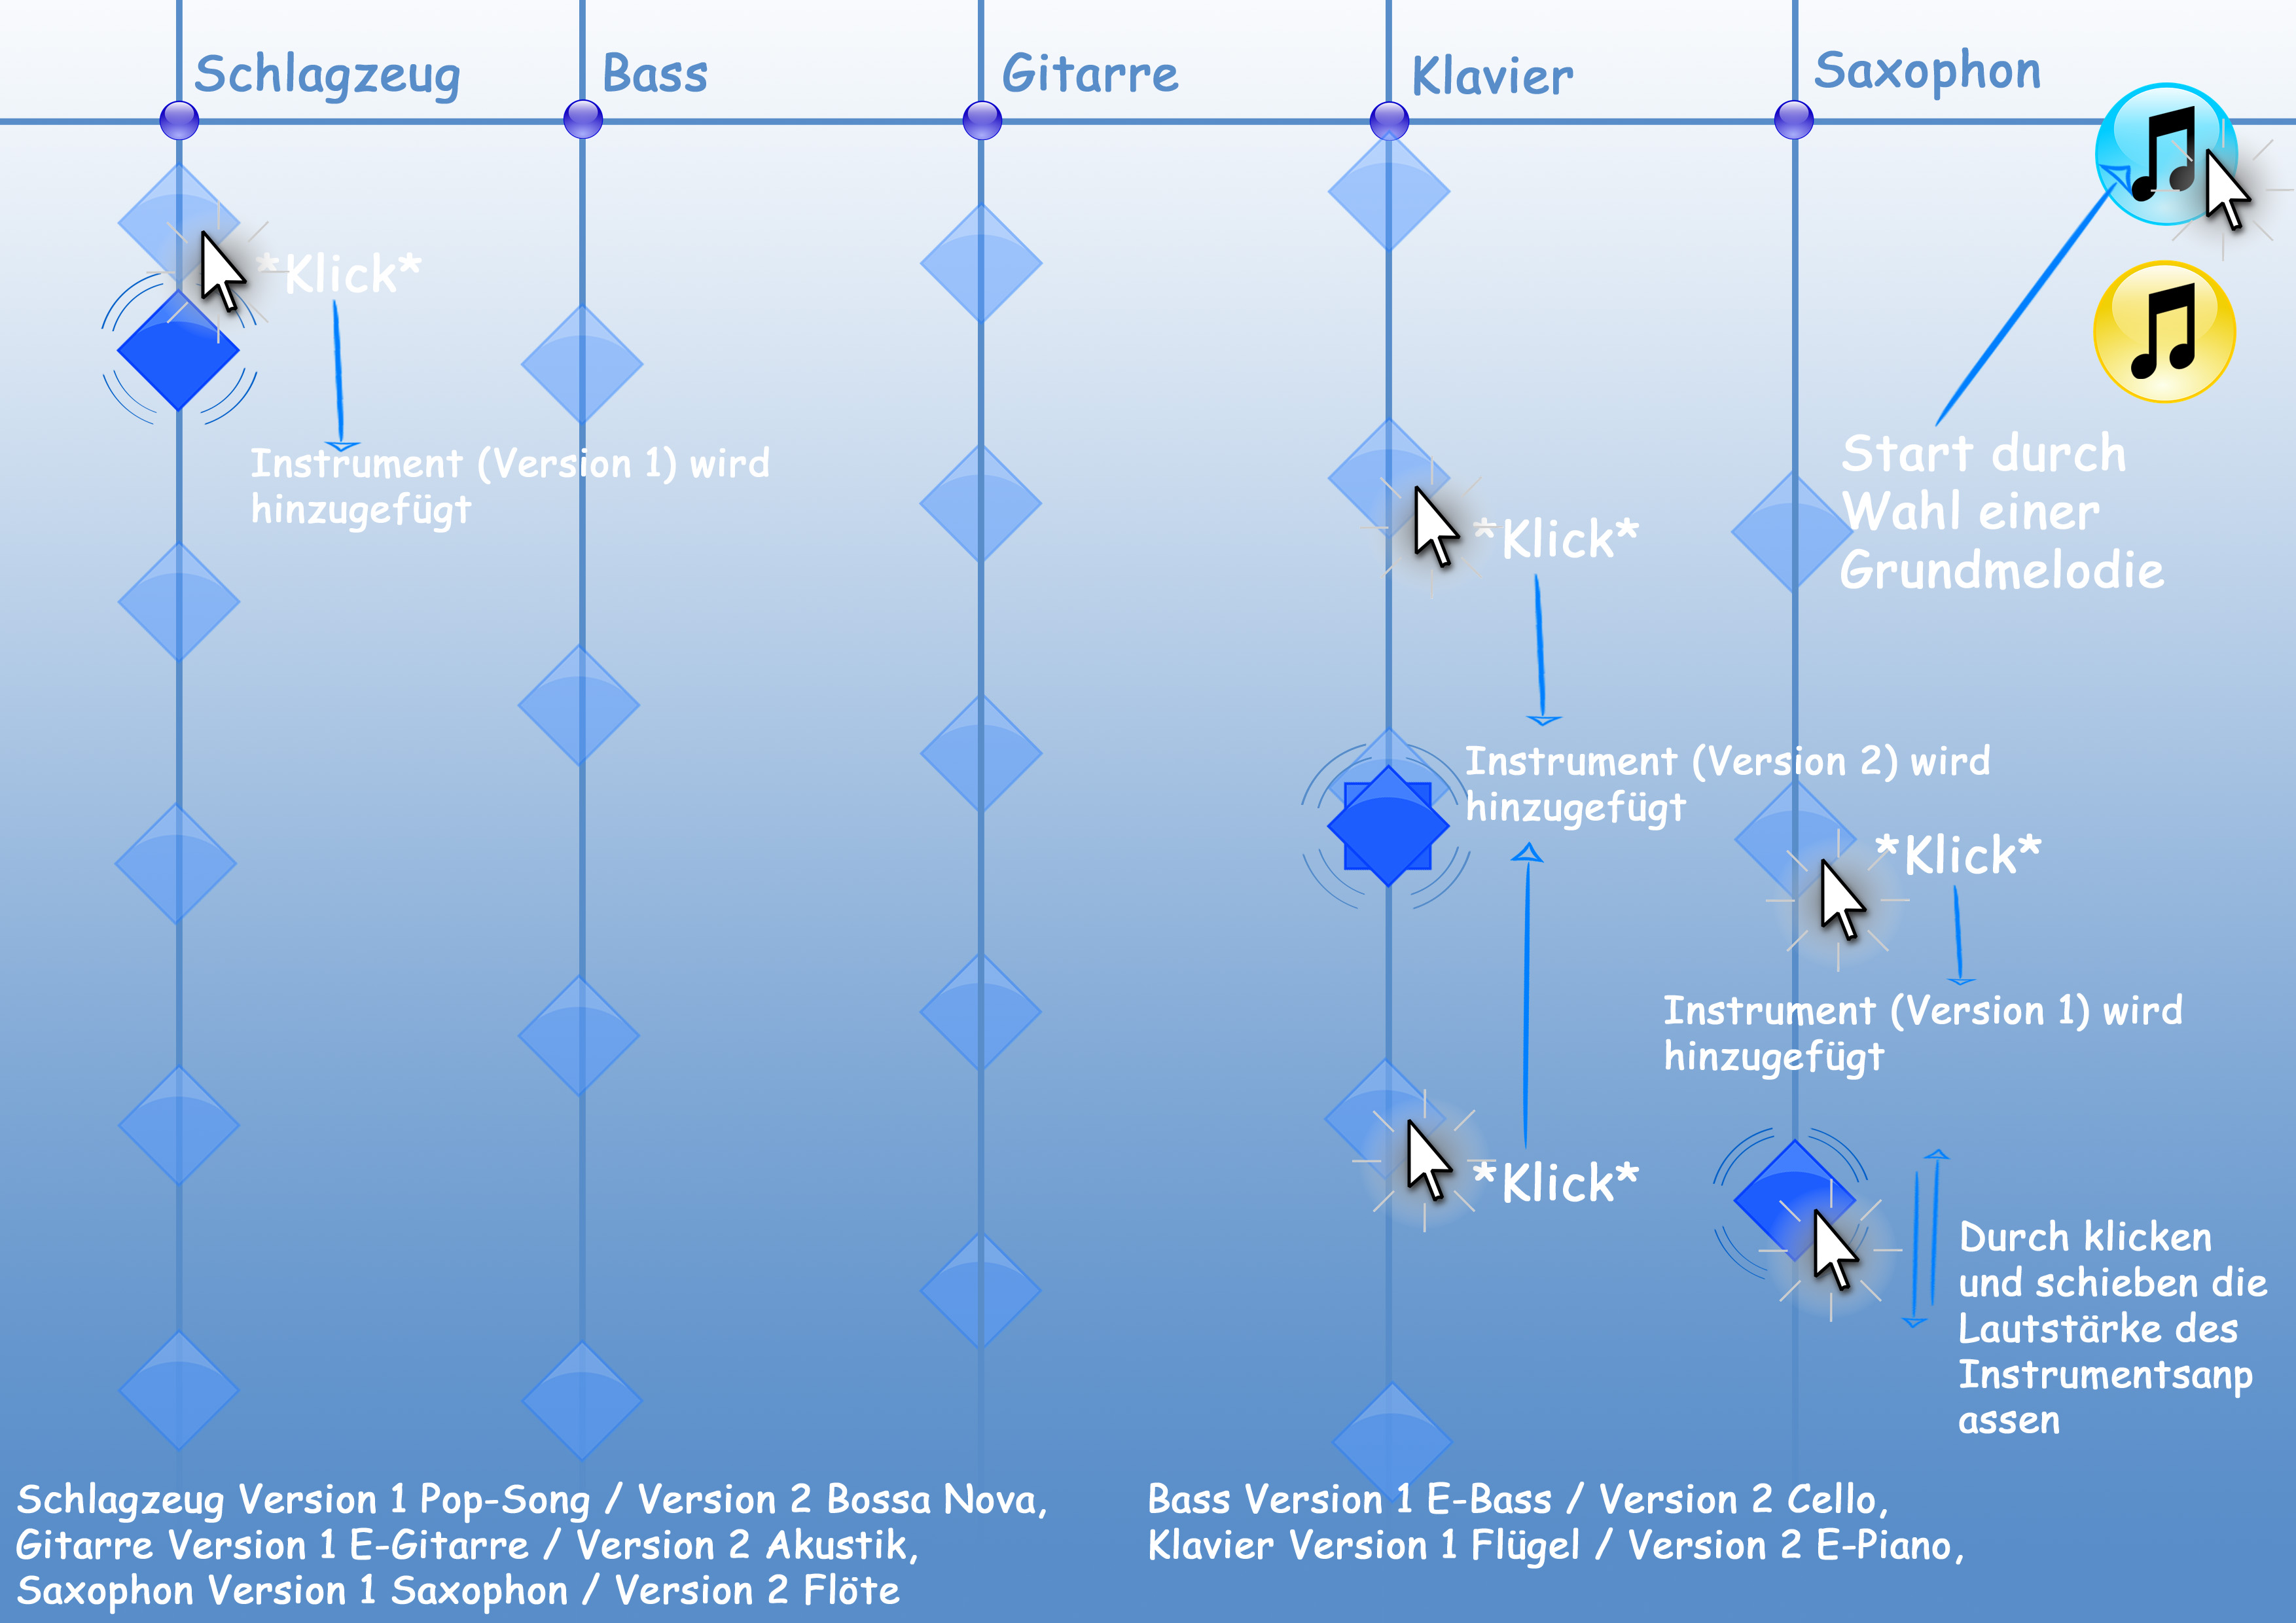 Schlagzeug
Bass
Gitarre
Klavier
Saxophon
*Klick*
Instrument (Version 1) wird
hinzugefügt
Start durch
Wahl einer
Grundmelodie
*Klick*
Instrument (Version 2) wird
hinzugefügt
*Klick*
*Klick*
Instrument (Version 1) wird
hinzugefügt
Durch klicken
und schieben die
Lautstärke des
Instrumentsanp
assen
Schlagzeug Version 1 Pop-Song / Version 2 Bossa Nova,
Gitarre Version 1 E-Gitarre / Version 2 Akustik,
Saxophon Version 1 Saxophon / Version 2 Flöte
Bass Version 1 E-Bass / Version 2 Cello,
Klavier Version 1 Flügel / Version 2 E-Piano,